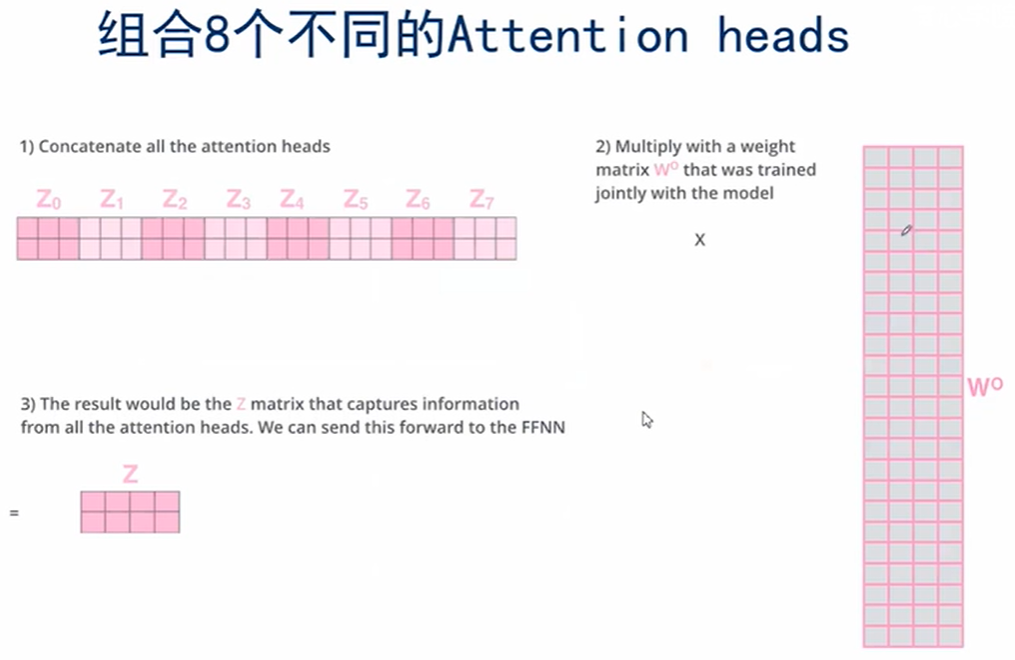 组合8个不同的Attention heads
1) Concatenate all the attention heads
Z0 Z1 Z2 Z3 Z4 Z5 Z6 Z7
2) Multiply with a weight
matrix WO that was trained
jointly with the model
X
WO
3) The result would be the Z matrix that captures information
from all the attention heads. We can send this forward to the FFNN
Z
=